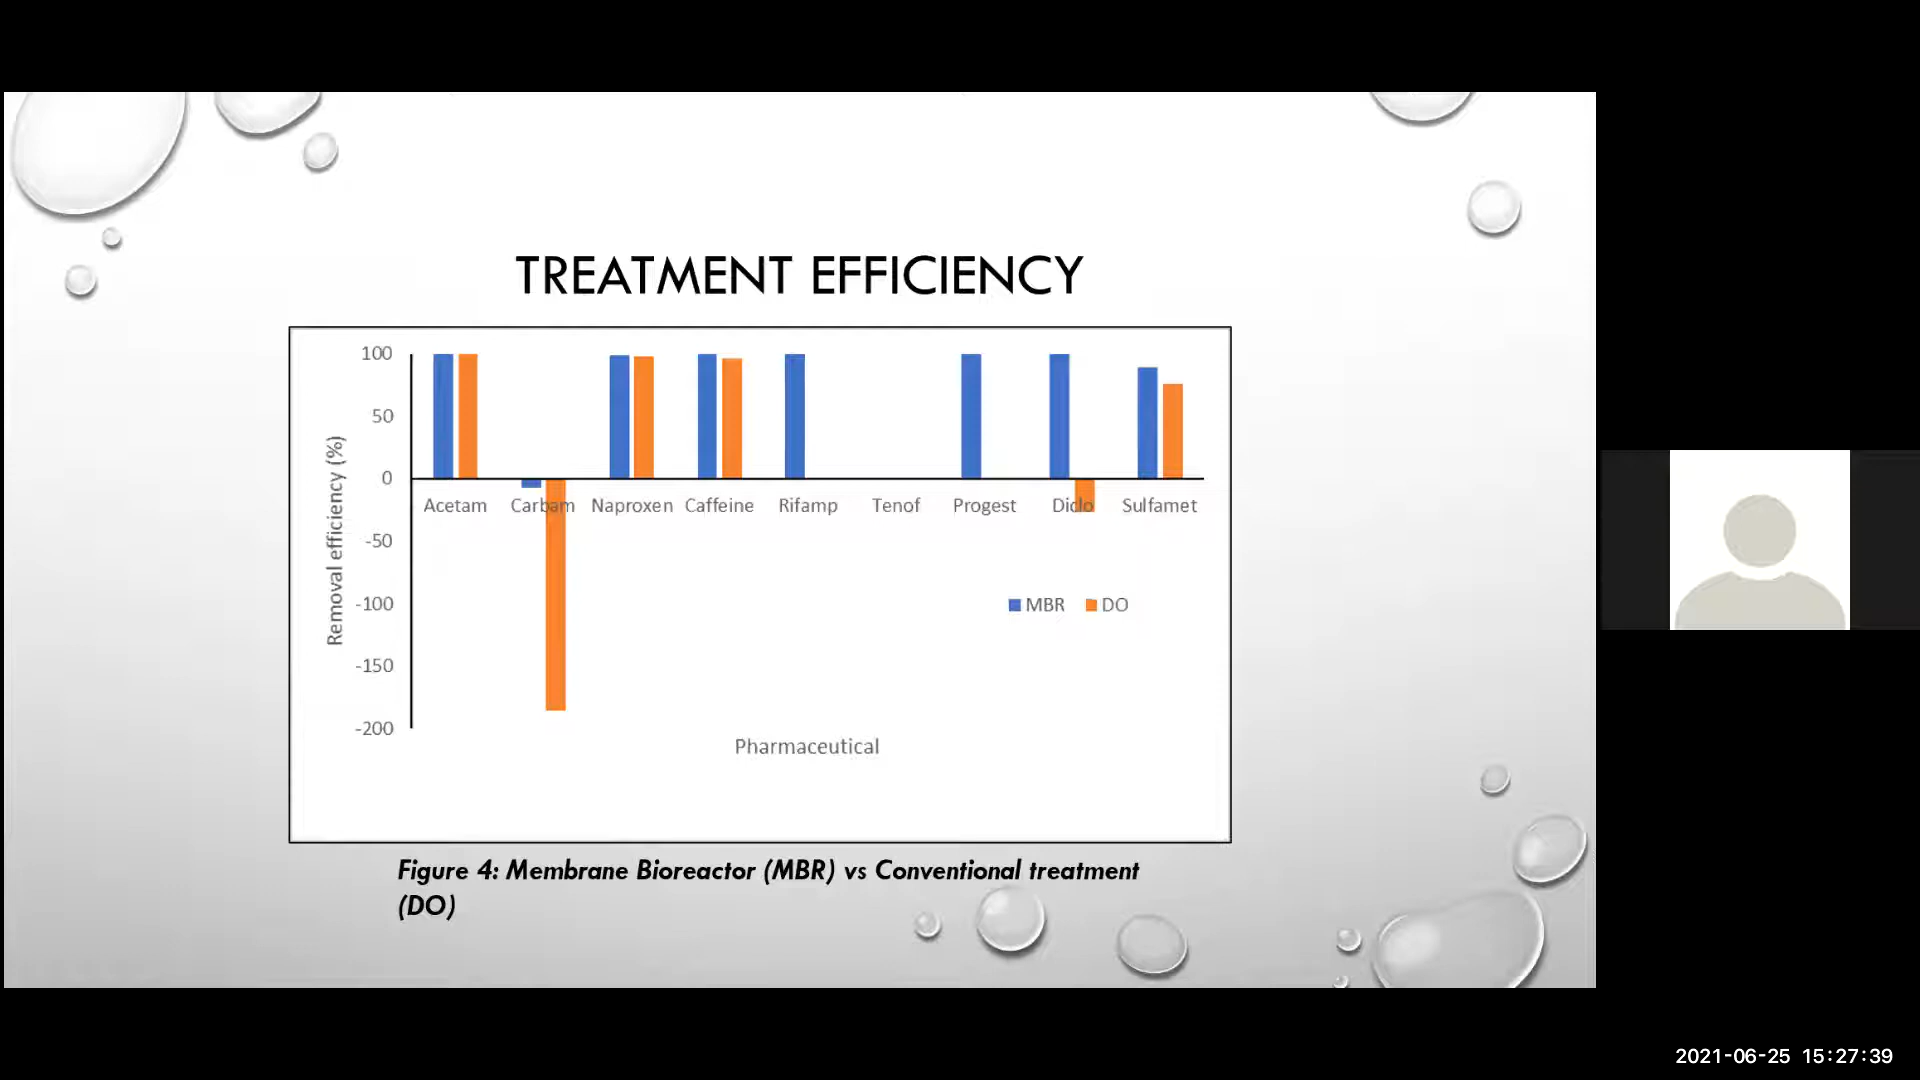 TREATMENT EFFICIENCY
100
50
0
-50
-100
-150
-200
Removal efficiency (%)
Acetam Carbam Naproxen Caffeine Rifamp Tenof Progest Diclo Sulfamet
MBR DO
Pharmaceutical
Figure 4: Membrane Bioreactor (MBR) vs Conventional treatment
(DO)
2021-06-25 15:27:39